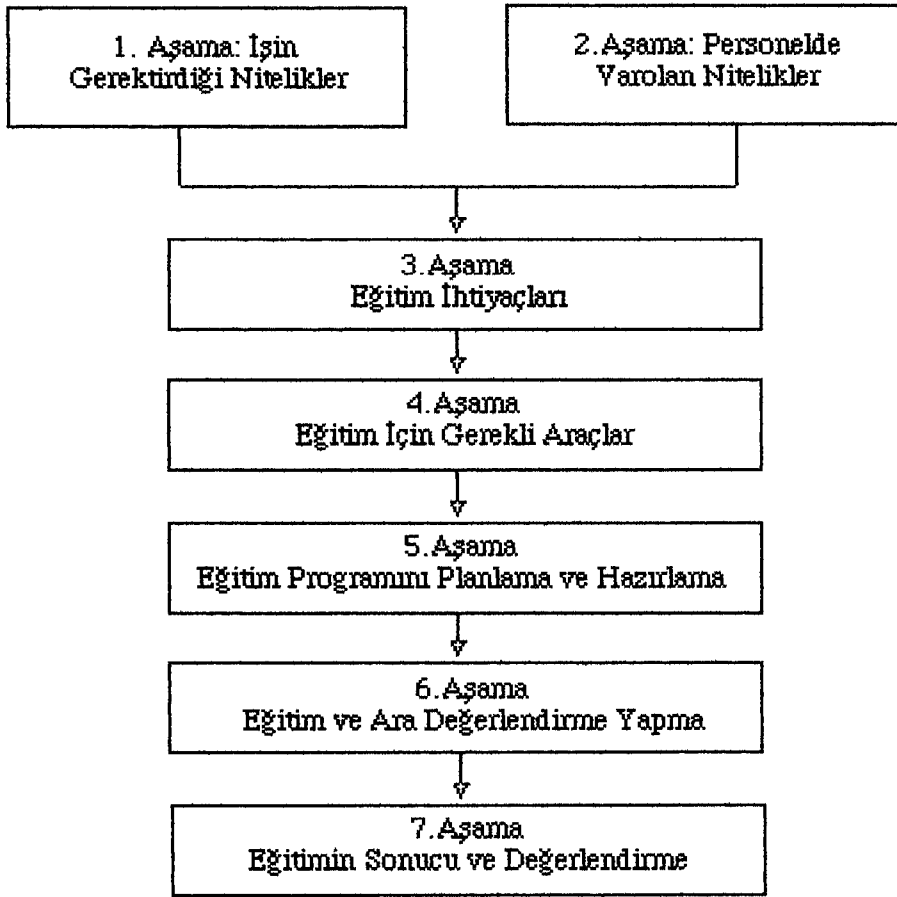 1. Aşama: İşin
Gerektirdiği Nitelikler
2.Aşama: Personelde
Varolan Nitelikler
3.Aşama
Eğitim İhtiyaçları
4.Aşama
Eğitim İçin Gerekli Araçlar
5.Aşama
Eğitim Programını Planlama ve Hazırlama
6.Aşama
Eğitim ve Ara Değerlendirme Yapma
7.Aşama
Eğitimin Sonucu ve Değerlendirme